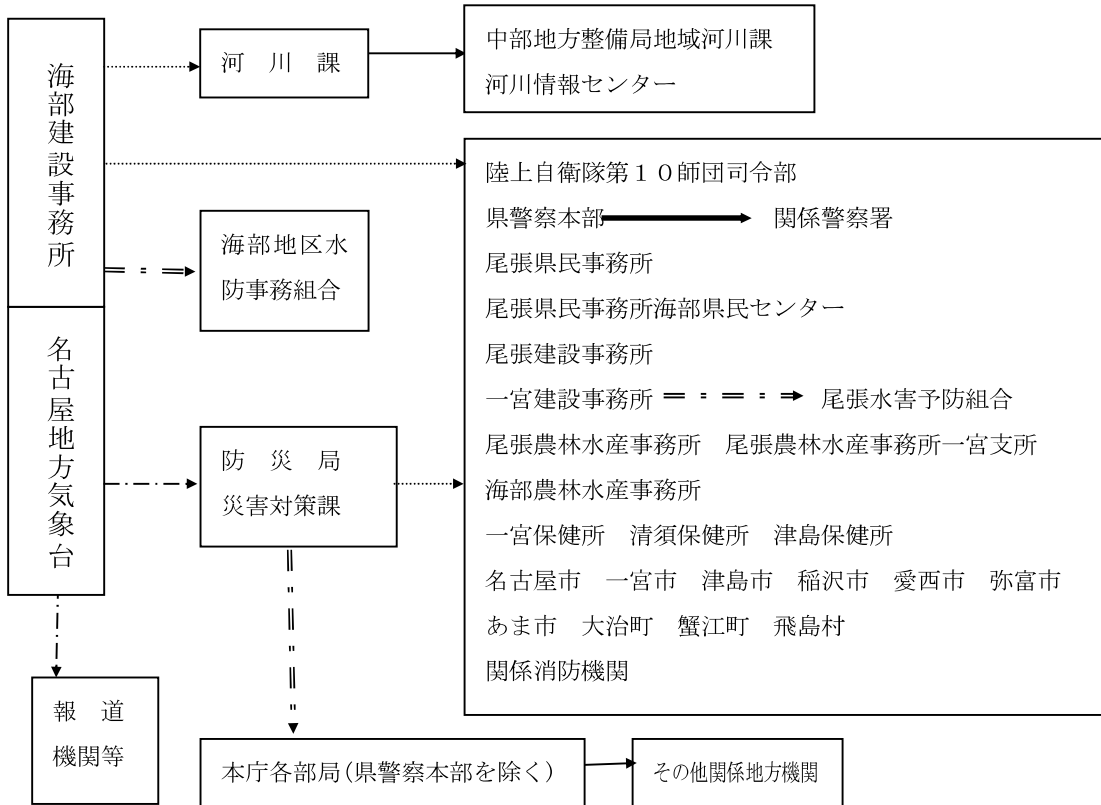 海部建設事務所
名古屋地方気象台
河　川　課
中部地方整備局地域河川課
河川情報センター
海部地区水
防事務組合
防　災　局
災害対策課
陸上自衛隊第１０師団司令部
県警察本部　関係警察署
尾張県民事務所
尾張県民事務所海部県民センター
尾張建設事務所
一宮建設事務所　尾張水害予防組合
尾張農林水産事務所　尾張農林水産事務所一宮支所
海部農林水産事務所
一宮保健所　清須保健所　津島保健所
名古屋市　一宮市　津島市　稲沢市　愛西市　弥富市
あま市　大治町　蟹江町　飛島村
関係消防機関
報　道
機関等
本庁各部局（県警察本部を除く）
その他関係地方機関